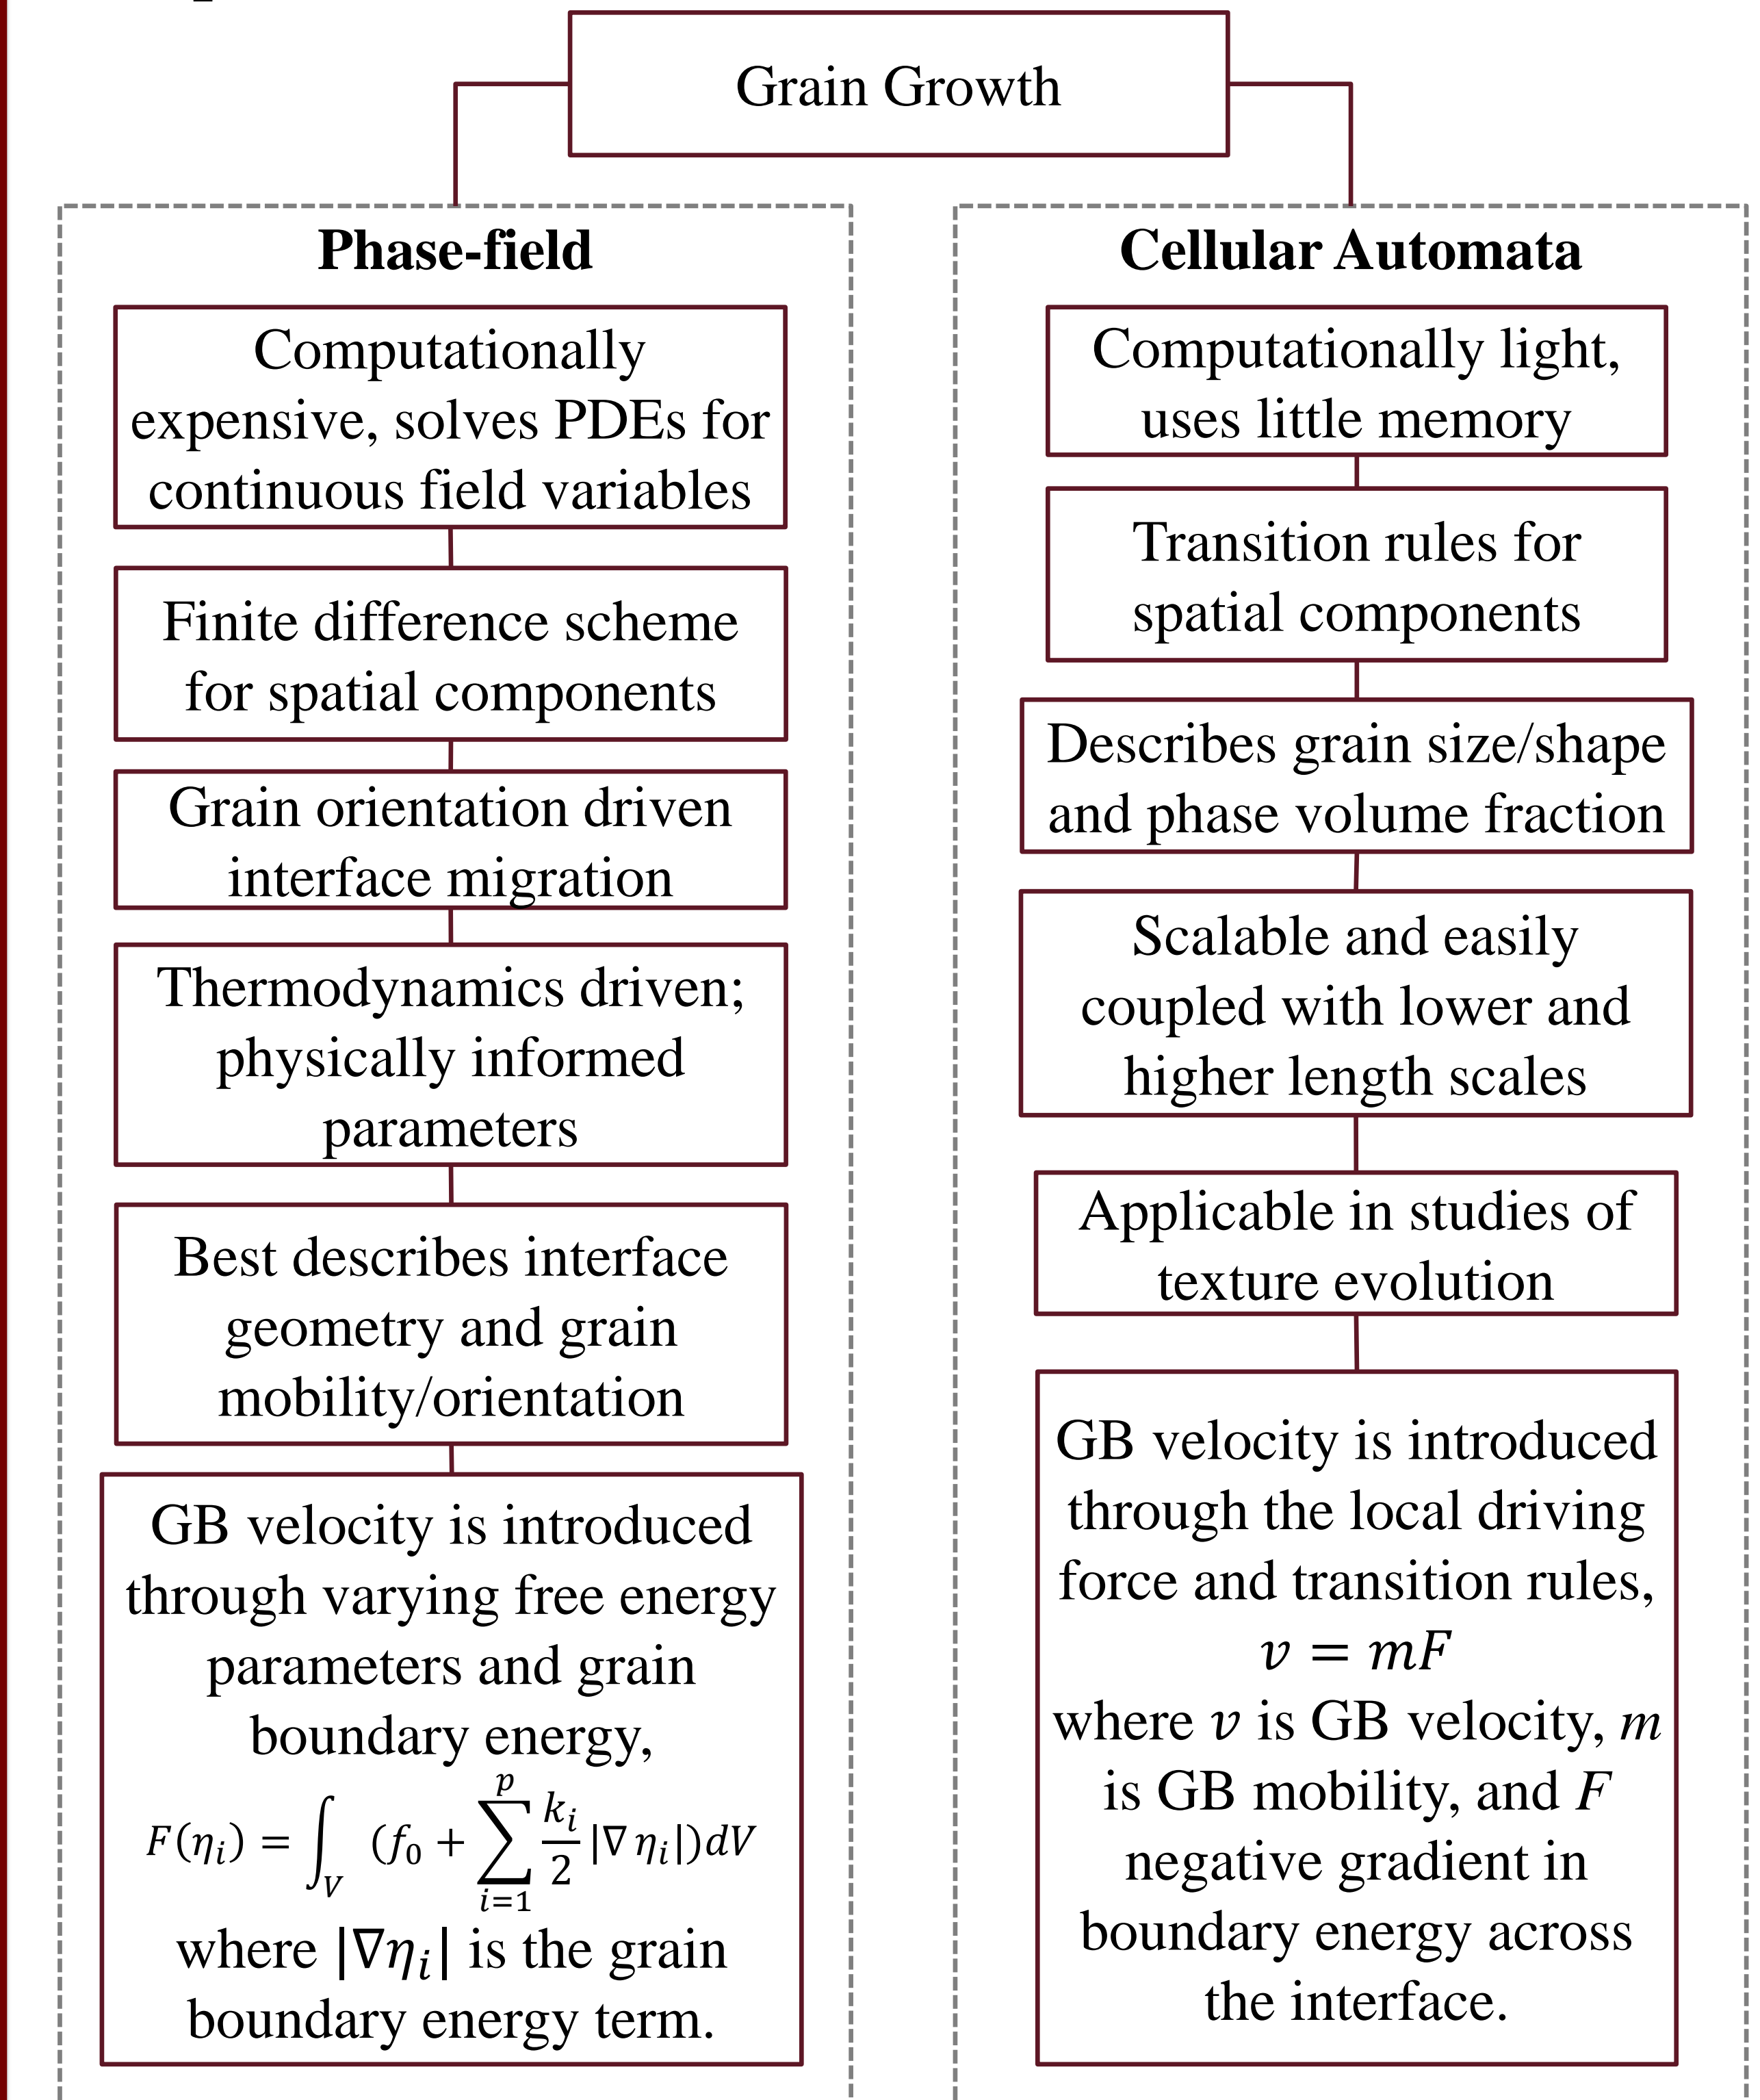 Grain Growth
Phase-field
Computationally
expensive, solves PDEs for
continuous field variables
Finite difference scheme
for spatial components
Grain orientation driven
interface migration
Thermodynamics driven;
physically informed
parameters
Best describes interface
geometry and grain
mobility/orientation
GB velocity is introduced
through varying free energy
parameters and grain
boundary energy,
𝐹(𝜂ᵢ) = ∫_V (𝑓₀ + ∑_{i=1}^{p} \frac{kᵢ}{2} |∇ 𝜂ᵢ|)𝑑𝑉
where |∇𝜂ᵢ| is the grain
boundary energy term.
Cellular Automata
Computationally light,
uses little memory
Transition rules for
spatial components
Describes grain size/shape
and phase volume fraction
Scalable and easily
coupled with lower and
higher length scales
Applicable in studies of
texture evolution
GB velocity is introduced
through the local driving
force and transition rules,
𝑣 = 𝑚𝐹
where 𝑣 is GB velocity, m
is GB mobility, and F
negative gradient in
boundary energy across
the interface.